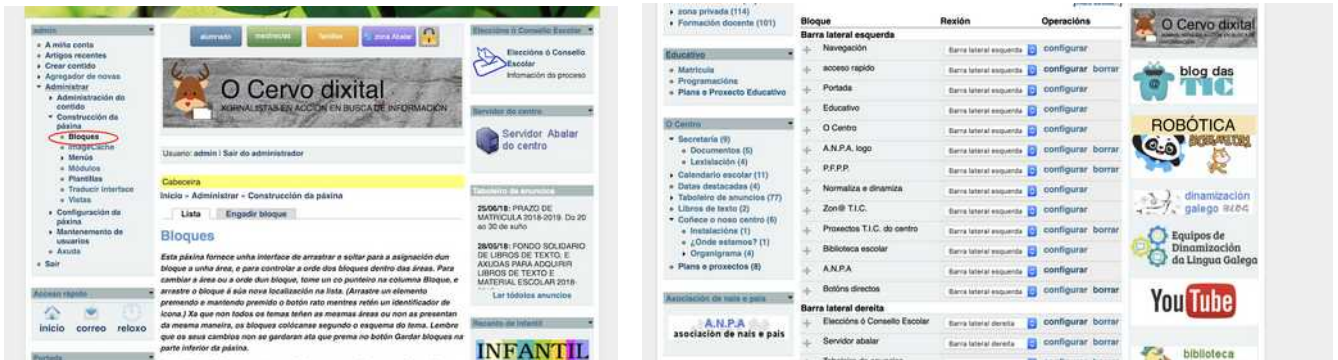 admin
A miña conta
Artigos recentes
Crear contido
Agregador de novas
Administrar
Administración do
contido
Construcción da
páxina
Bloques
ImageCache
Menús
Módulos
Plantillas
Traducir interface
Vistas
Configuración da
páxina
Mantenemento de
usuarios
Axuda
Sair
Acceso rápido
inicio correo reloxo
Portada
alumnado mestres/as familias zona Abalar
O Cervo dixital
XORNALISTAS EN ACCIÓN EN BUSCA DE INFORMACIÓN
Usuario: admin | Sair do administrador
Cabeceira
Inicio » Administrar » Construcción da páxina
Lista Engadir bloque
Bloques
Esta páxina fornece unha interface de arrastrar e soltar para a asignación dun
bloque a unha área, e para controlar a orde dos bloques dentro das áreas. Para
cambiar a área ou a orde dun bloque, tome un co punteiro na columna Bloque, e
arrastre o bloque á súa nova localización na lista. (Arrastre un elemento
premendo e mantendo premido o botón rato mentres retén un identificador de
icona.) Xa que non todos os temas teñen as mesmas áreas ou non as presentan
da mesma maneira, os bloques colócanse segundo o esquema do tema. Lembre
que os seus cambios non se gardaran ata que prema no botón Gardar bloques na
parte inferior da páxina.
Eleccións ó Consello Escolar
Eleccións ó Consello
Escolar
Infomación do proceso
Servidor do centro
Servidor Abalar
do centro
Taboleiro de anuncios
25/06/18: PRAZO DE
MATRÍCULA 2018-2019. Do 20
ao 30 de xuño
28/05/18: FONDO SOLIDARIO
DE LIBROS DE TEXTO, E
AXUDAS PARA ADQUIRIR
LIBROS DE TEXTO E
MATERIAL ESCOLAR 2018-
Ler tódolos anuncios
Recanto de Infantil
INFANTIL
zona privada (114)
Formación docente (101)
Educativo
Matrícula
Programacións
Plans e Proxecto Educativo
O Centro
Secretaría (9)
Documentos (5)
Lexislación (4)
Calendario escolar (11)
Datas destacadas (4)
Taboleiro de anuncios (77)
Libros de texto (2)
Coñece o noso centro (6)
Instalacións (1)
¿Onde estamos? (1)
Organigrama (4)
Plans e proxectos (8)
Asociación de nais e pais
A.N.P.A
asociación de nais e pais
Bloque Rexión Operacións
Barra lateral esquerda
Navegación Barra lateral esquerda configurar
acceso rapido Barra lateral esquerda configurar borrar
Portada Barra lateral esquerda configurar
Educativo Barra lateral esquerda configurar
O Centro Barra lateral esquerda configurar
A.N.P.A. logo Barra lateral esquerda configurar borrar
P.F.P.P. Barra lateral esquerda configurar borrar
Normaliza e dinamiza Barra lateral esquerda configurar borrar
Zon@ T.I.C. Barra lateral esquerda configurar borrar
Proxectos T.I.C. do centro Barra lateral esquerda configurar borrar
Biblioteca escolar Barra lateral esquerda configurar
A.N.P.A Barra lateral esquerda configurar
Botóns directos Barra lateral esquerda configurar borrar
Barra lateral dereita
Eleccións ó Consello Escolar Barra lateral dereita configurar borrar
Servidor abalar Barra lateral dereita configurar borrar
O Cervo dixital
blog das
TIC
ROBÓTICA
dinamización
galego
Equipos de
Dinamización
da Lingua Galega
YouTube
biblioteca